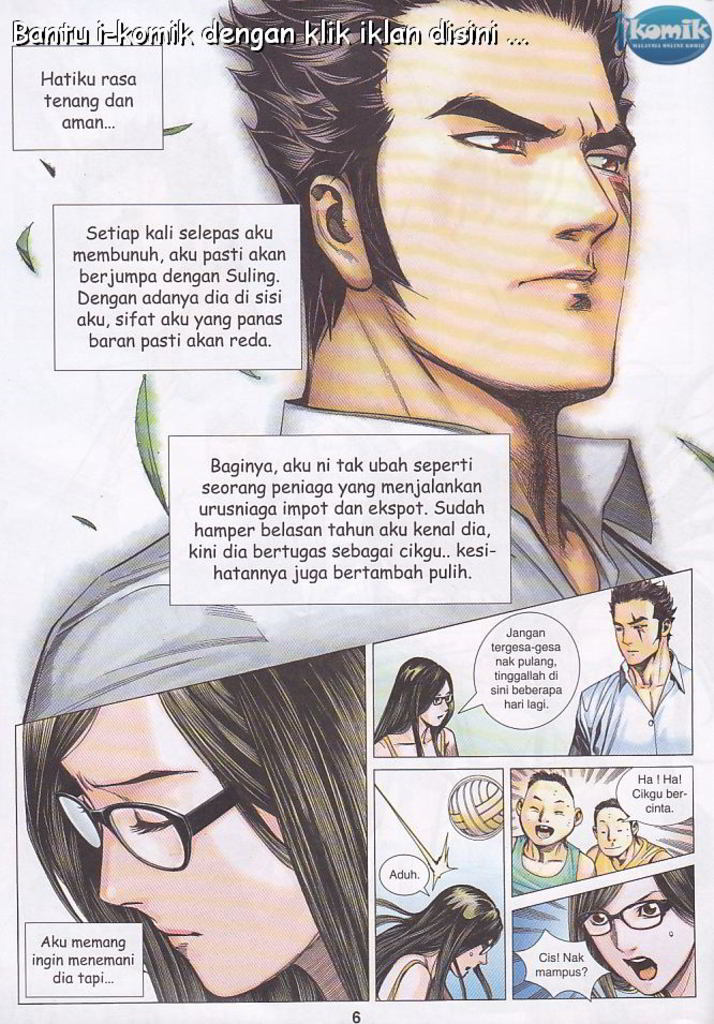 Bantu i-komik dengan klik iklan disini ...
ikomik
MALAYSIA ONLINE KOMIK
Hatiku rasa
tenang dan
aman...
Setiap kali selepas aku
membunuh, aku pasti akan
berjumpa dengan Suling.
Dengan adanya dia di sisi
aku, sifat aku yang panas
baran pasti akan reda.
Baginya, aku ni tak ubah seperti
seorang peniaga yang menjalankan
urusniaga impot dan ekspot. Sudah
hamper belasan tahun aku kenal dia,
kini dia bertugas sebagai cikgu.. kesi-
hatannya juga bertambah pulih.
Jangan
tergesa-gesa
nak pulang,
tinggallah di
sini beberapa
hari lagi.
Aku memang
ingin menemani
dia tapi...
Aduh.
Ha ! Ha!
Cikgu ber-
cinta.
Cis! Nak
mampus?
6